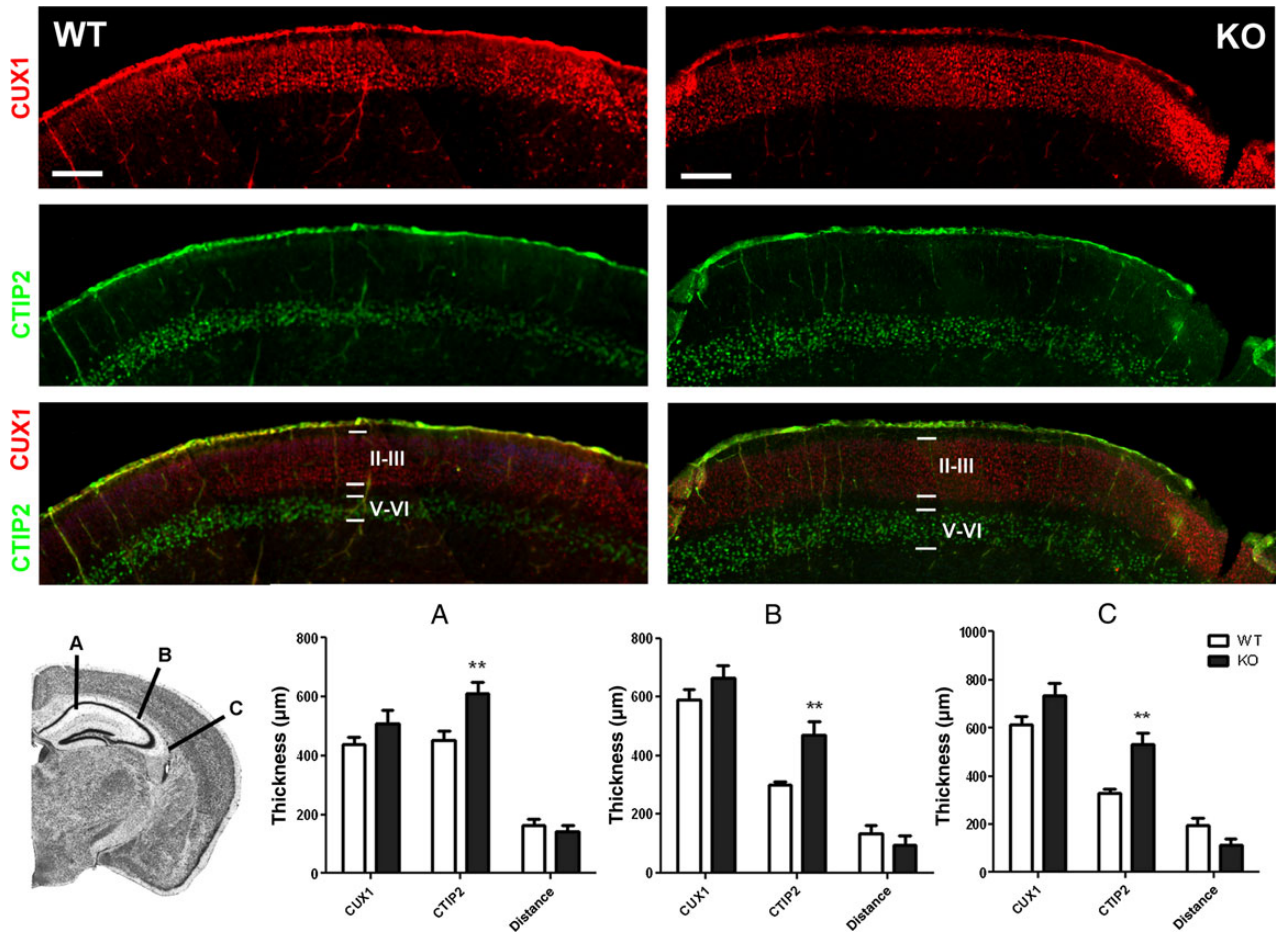 WT
KO
CUX1
CTIP2
CUX1
CTIP2
II-III
V-VI
II-III
V-VI
A
B
C
A
Thickness (µm)
800
600
400
200
0
**
CUX1
CTIP2
Distance
B
Thickness (µm)
800
600
400
200
0
**
CUX1
CTIP2
Distance
C
Thickness (µm)
1000
800
600
400
200
0
**
WT
KO
CUX1
CTIP2
Distance